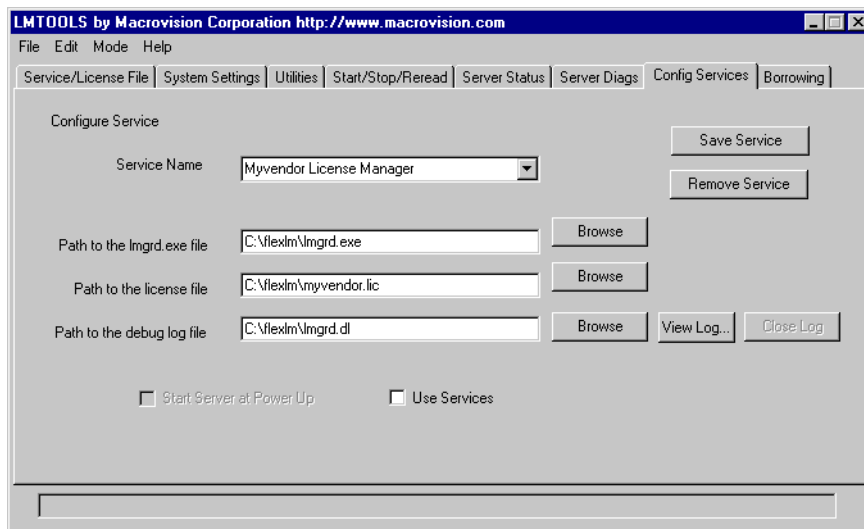 LMTOOLS by Macrovision Corporation http://www.macrovision.com
File Edit Mode Help
Service/License File System Settings Utilities Start/Stop/Reread Server Status Server Diags Config Services Borrowing
Configure Service
Save Service
Service Name Myvendor License Manager
Remove Service
Path to the lmgrd.exe file C:\flexlm\lmgrd.exe Browse
Path to the license file C:\flexlm\myvendor.lic Browse
Path to the debug log file C:\flexlm\lmgrd.dl Browse View Log... Close Log
Start Server at Power Up Use Services